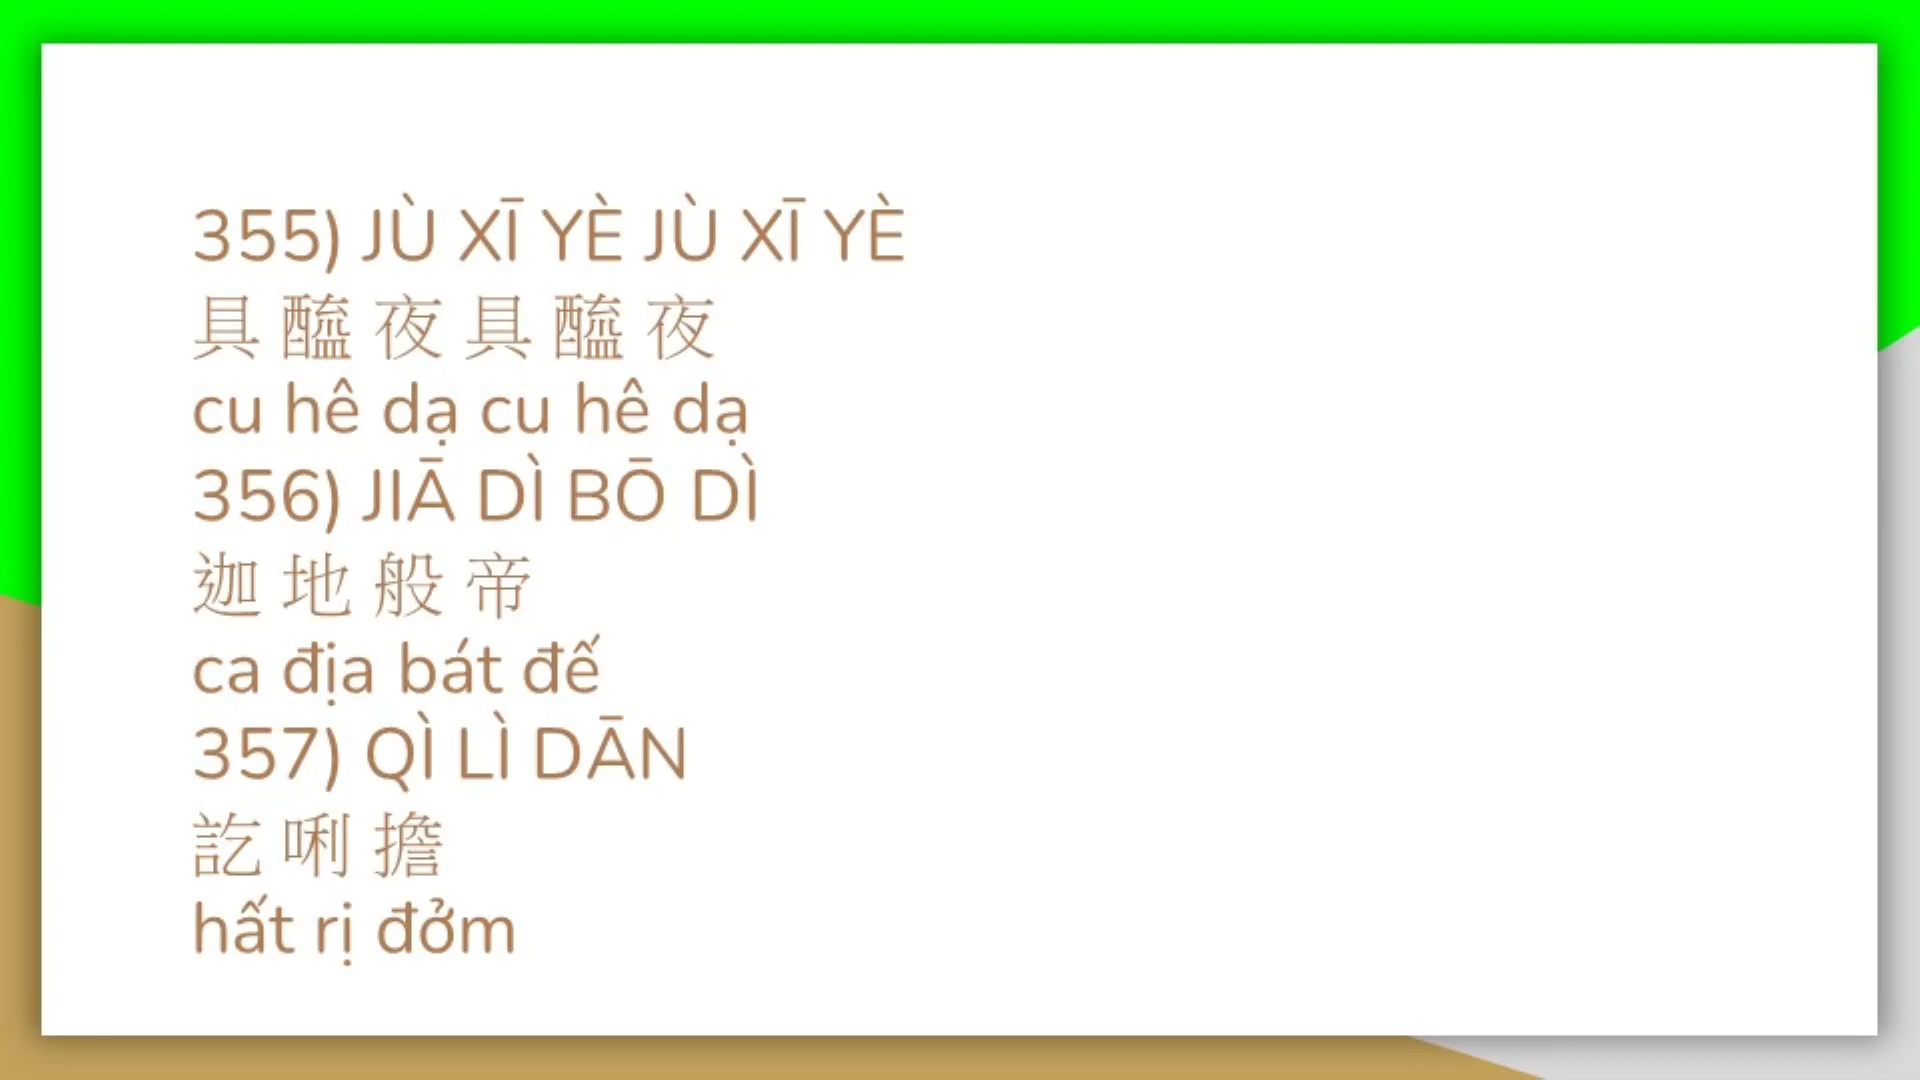 355) JÙ XĪ YÈ JÙ XĪ YÈ
具 醯 夜 具 醯 夜
cu hê dạ cu hê dạ
356) JIĀ DÌ BŌ DÌ
迦 地 般 帝
ca địa bát đế
357) QÌ LÌ DĀN
訖 唎 擔
hất rị đởm